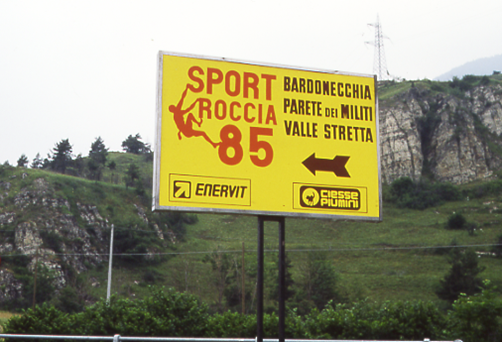 SPORT
ROCCIA
85
BARDONECCHIA
PARETE DEI MILITI
VALLE STRETTA
ENERVIT
CIESSE
PIUMINI